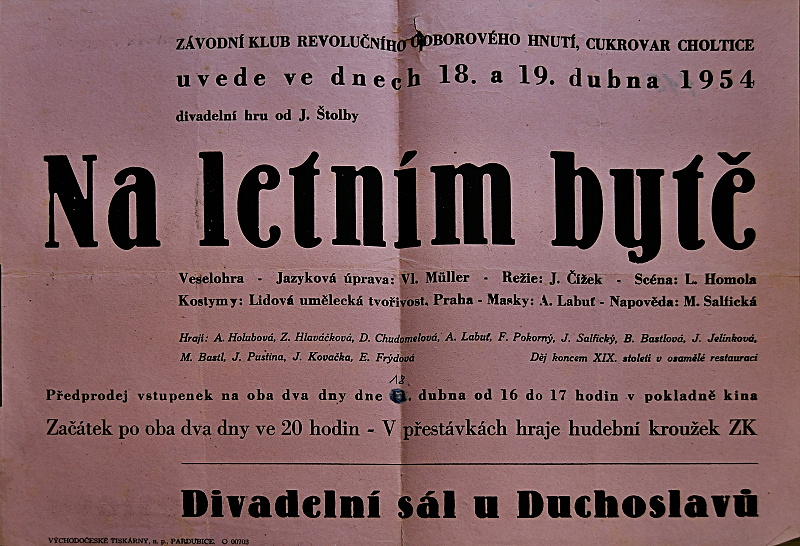 ZÁVODNÍ KLUB REVOLUČNÍHO ODBOROVÉHO HNUTÍ, CUKROVAR CHOLTICE
uvede ve dnech 18. a 19. dubna 1954
divadelní hru od J. Štolby
Na letním bytě
Veselohra - Jazyková úprava: Vl. Müller - Režie: J. Čížek - Scéna: L. Homola
Kostymy: Lidová umělecká tvořivost, Praha - Masky: A. Labuť - Napověda: M. Salfická
Hrají: A. Holubová, Z. Hlaváčková, D. Chudomelová, A. Labuť, F. Pokorný, J. Salfický, B. Bastlová, J. Jelínková,
M. Bastl, J. Pustina, J. Kovačka, E. Frýdová Děj koncem XIX. století v osamělé restauraci
18
Předprodej vstupenek na oba dva dny dne . dubna od 16 do 17 hodin v pokladně kina
Začátek po oba dva dny ve 20 hodin - V přestávkách hraje hudební kroužek ZK
Divadelní sál u Duchoslavů
VÝCHODOČESKÉ TISKÁRNY, n. p., PARDUBICE. O 00703